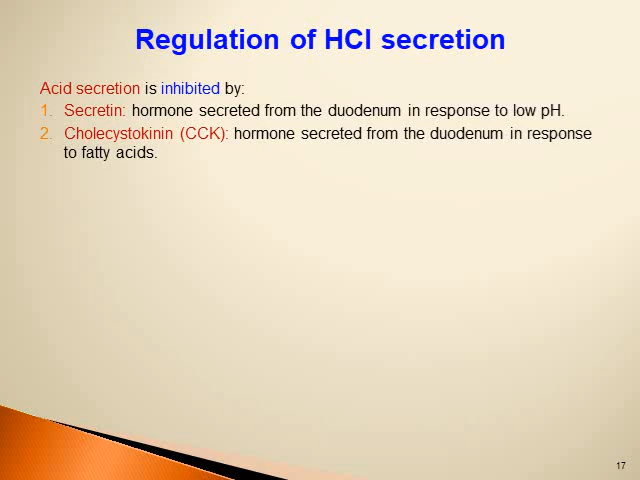 Regulation of HCl secretion
Acid secretion is inhibited by:
1. Secretin: hormone secreted from the duodenum in response to low pH.
2. Cholecystokinin (CCK): hormone secreted from the duodenum in response
to fatty acids.
17